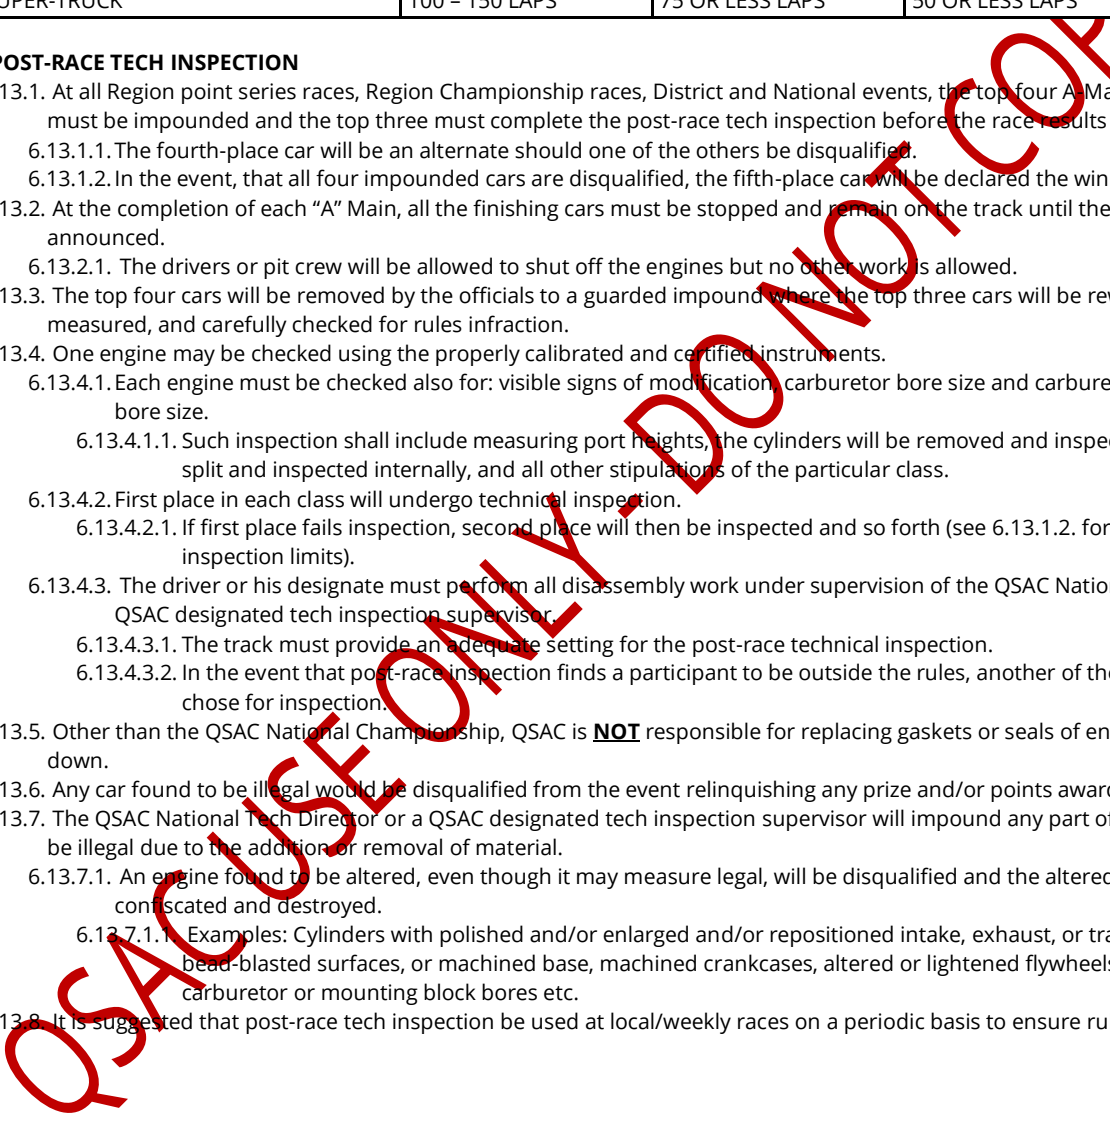 UPER-TRUCK 100 – 150 LAPS 75 OR LESS LAPS 50 OR LESS LAPS
POST-RACE TECH INSPECTION
13.1. At all Region point series races, Region Championship races, District and National events, the top four A-Ma
must be impounded and the top three must complete the post-race tech inspection before the race results
6.13.1.1. The fourth-place car will be an alternate should one of the others be disqualified.
6.13.1.2. In the event, that all four impounded cars are disqualified, the fifth-place car will be declared the win
13.2. At the completion of each “A” Main, all the finishing cars must be stopped and remain on the track until the
announced.
6.13.2.1. The drivers or pit crew will be allowed to shut off the engines but no other work is allowed.
13.3. The top four cars will be removed by the officials to a guarded impound where the top three cars will be rev
measured, and carefully checked for rules infraction.
13.4. One engine may be checked using the properly calibrated and certified instruments.
6.13.4.1. Each engine must be checked also for: visible signs of modification, carburetor bore size and carbure
bore size.
6.13.4.1.1. Such inspection shall include measuring port heights, the cylinders will be removed and inspec
split and inspected internally, and all other stipulations of the particular class.
6.13.4.2. First place in each class will undergo technical inspection.
6.13.4.2.1. If first place fails inspection, second place will then be inspected and so forth (see 6.13.1.2. for
inspection limits).
6.13.4.3. The driver or his designate must perform all disassembly work under supervision of the QSAC Natio
QSAC designated tech inspection supervisor.
6.13.4.3.1. The track must provide an adequate setting for the post-race technical inspection.
6.13.4.3.2. In the event that post-race inspection finds a participant to be outside the rules, another of the
chose for inspection.
13.5. Other than the QSAC National Championship, QSAC is NOT responsible for replacing gaskets or seals of en
down.
13.6. Any car found to be illegal would be disqualified from the event relinquishing any prize and/or points award
13.7. The QSAC National Tech Director or a QSAC designated tech inspection supervisor will impound any part of
be illegal due to the addition or removal of material.
6.13.7.1. An engine found to be altered, even though it may measure legal, will be disqualified and the altered
confiscated and destroyed.
6.13.7.1.1. Examples: Cylinders with polished and/or enlarged and/or repositioned intake, exhaust, or tra
bead-blasted surfaces, or machined base, machined crankcases, altered or lightened flywheels
carburetor or mounting block bores etc.
13.8. It is suggested that post-race tech inspection be used at local/weekly races on a periodic basis to ensure ru
QSAC USE ONLY - DO NOT COP